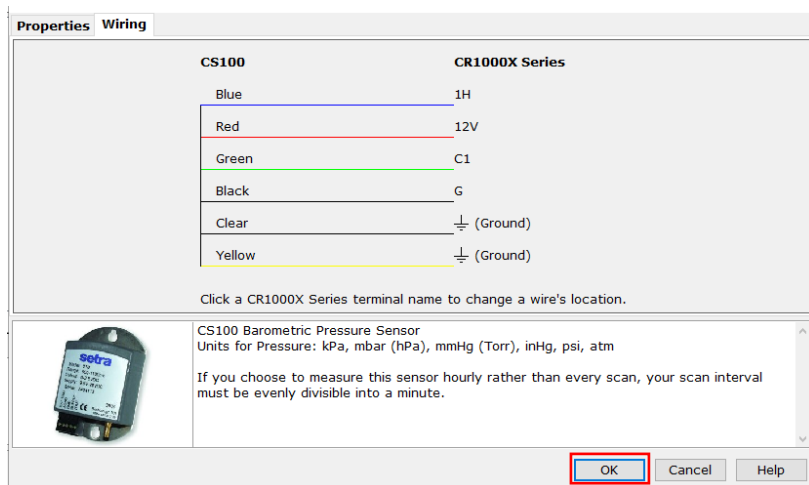 Properties Wiring
CS100 CR1000X Series
Blue 1H
Red 12V
Green C1
Black G
Clear (Ground)
Yellow (Ground)
Click a CR1000X Series terminal name to change a wire's location.
setra
CS100 Barometric Pressure Sensor
Units for Pressure: kPa, mbar (hPa), mmHg (Torr), inHg, psi, atm
If you choose to measure this sensor hourly rather than every scan, your scan interval
must be evenly divisible into a minute.
OK Cancel Help